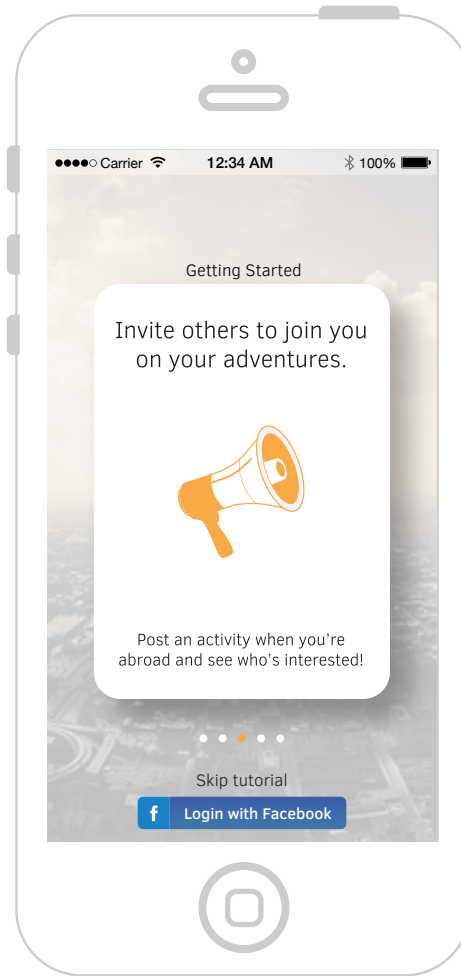 Carrier 12:34 AM 100%
Getting Started
Invite others to join you
on your adventures.
Post an activity when you’re
abroad and see who’s interested!
Skip tutorial
f Login with Facebook